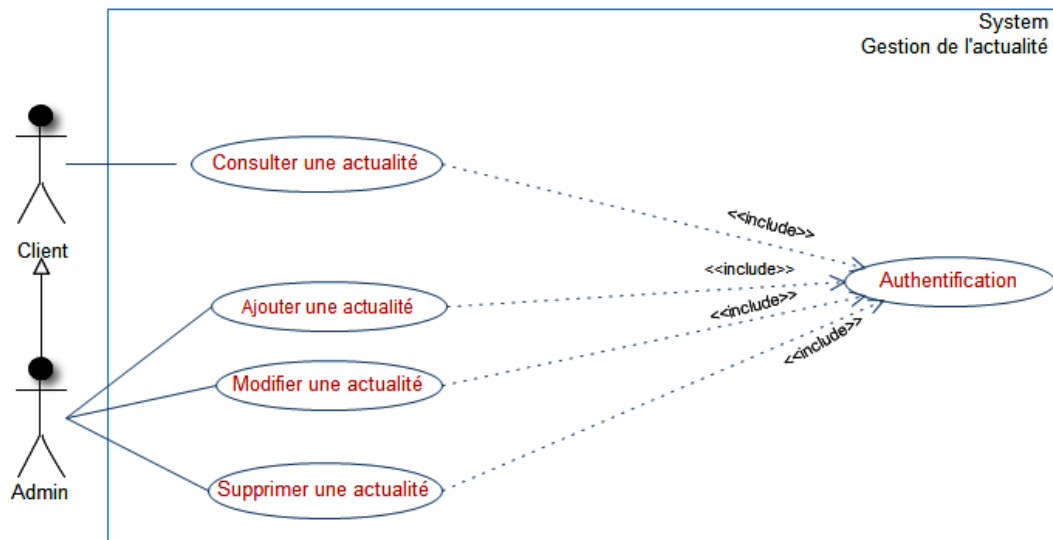 System
Gestion de l'actualité
Consulter une actualité
<<include>>
Client
<<include>>
Authentification
Ajouter une actualité
<<include>>
<<include>>
Modifier une actualité
Supprimer une actualité
Admin